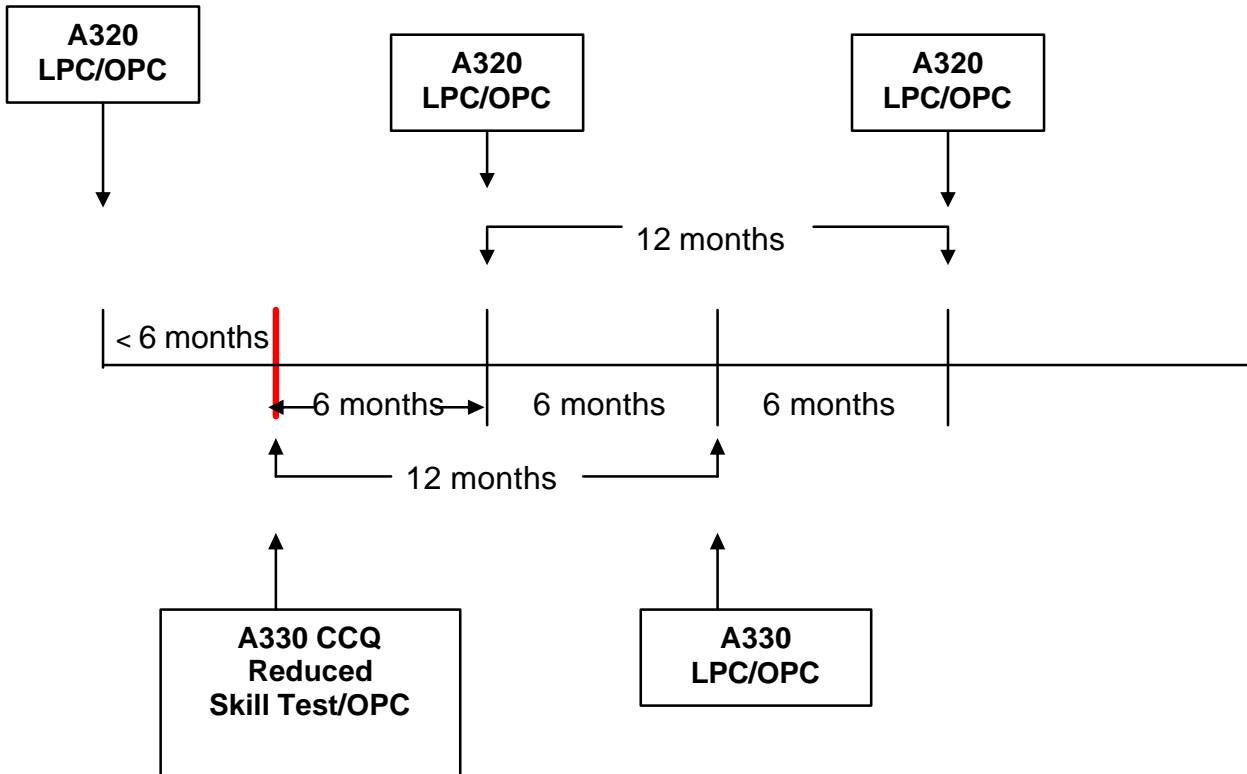 A320
LPC/OPC
A320
LPC/OPC
A320
LPC/OPC
12 months
< 6 months
6 months
6 months
6 months
12 months
A330 CCQ
Reduced
Skill Test/OPC
A330
LPC/OPC